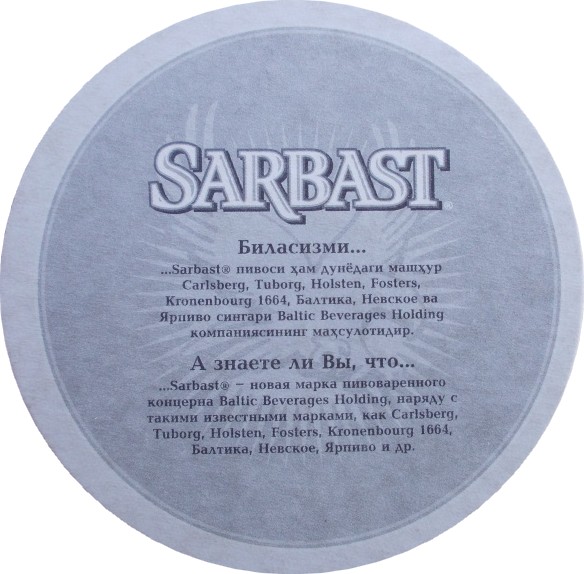 SARBAST®
Биласизми...
...Sarbast® пивоси ҳам дунёдаги машҳур
Carlsberg, Tuborg, Holsten, Fosters,
Kronenbourg 1664, Балтика, Невское ва
Ярпиво сингари Baltic Beverages Holding
компаниясининг маҳсулотидир.
А знаете ли Вы, что...
...Sarbast® – новая марка пивоваренного
концерна Baltic Beverages Holding, наряду с
такими известными марками, как Carlsberg,
Tuborg, Holsten, Fosters, Kronenbourg 1664,
Балтика, Невское, Ярпиво и др.